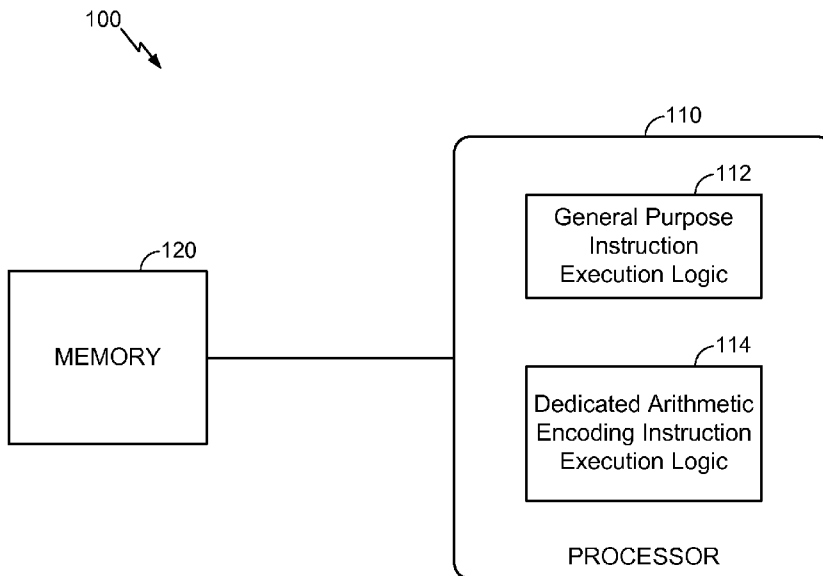 100
110
112
General Purpose
Instruction
Execution Logic
120
MEMORY
114
Dedicated Arithmetic
Encoding Instruction
Execution Logic
PROCESSOR